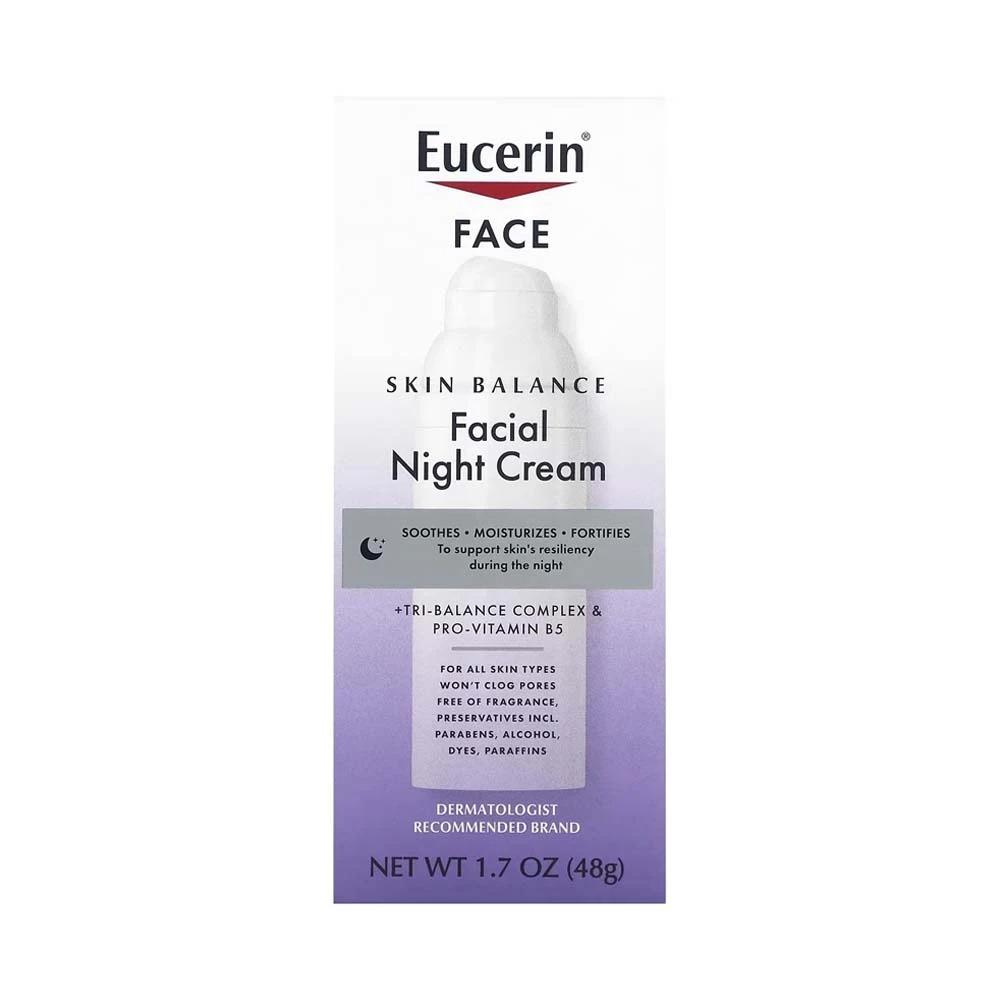 Eucerin®
FACE
SKIN BALANCE
Facial
Night Cream
SOOTHES • MOISTURIZES • FORTIFIES
To support skin's resiliency
during the night
+TRI-BALANCE COMPLEX &
PRO-VITAMIN B5
FOR ALL SKIN TYPES
WON'T CLOG PORES
FREE OF FRAGRANCE,
PRESERVATIVES INCL.
PARABENS, ALCOHOL,
DYES, PARAFFINS
DERMATOLOGIST
RECOMMENDED BRAND
NET WT 1.7 OZ (48g)